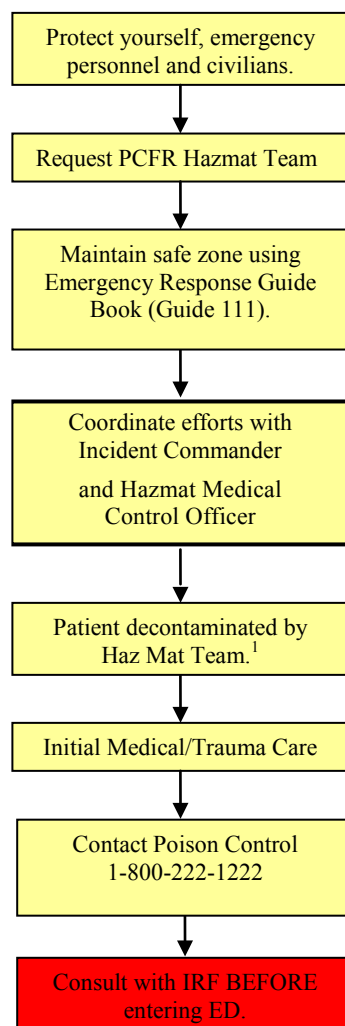 Protect yourself, emergency
personnel and civilians.
Request PCFR Hazmat Team
Maintain safe zone using
Emergency Response Guide
Book (Guide 111).
Coordinate efforts with
Incident Commander
and Hazmat Medical
Control Officer
Patient decontaminated by
Haz Mat Team.1
Initial Medical/Trauma Care
Contact Poison Control
1-800-222-1222
Consult with IRF BEFORE
entering ED.